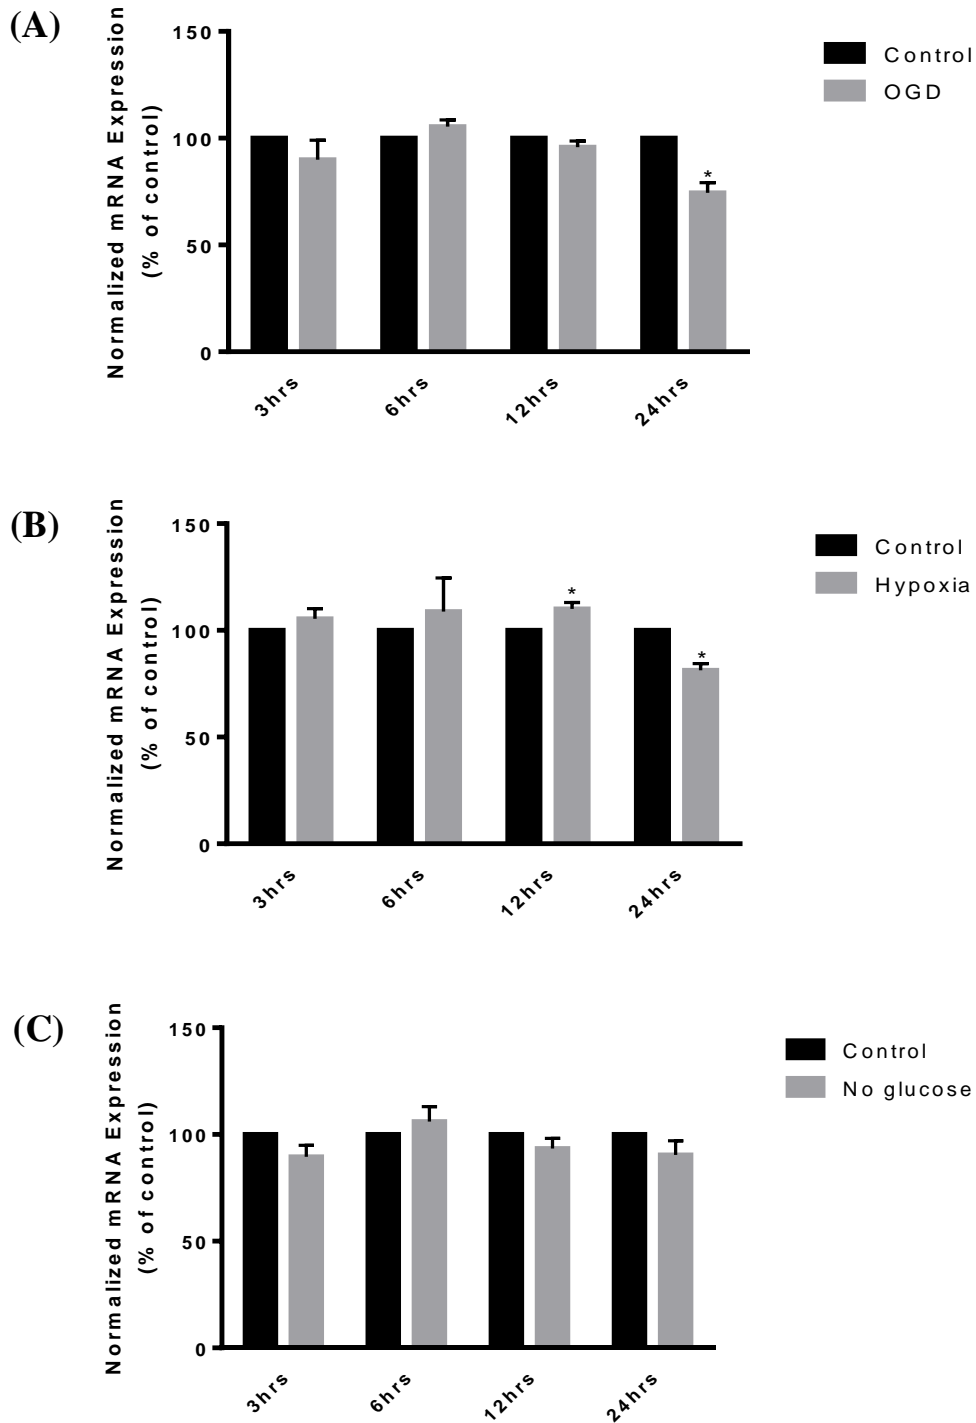 (A)
Normalized mRNA Expression
(% of control)
150
100
50
0
*
3hrs
6hrs
12hrs
24hrs
Control
OGD
(B)
Normalized mRNA Expression
(% of control)
150
100
50
0
*
*
3hrs
6hrs
12hrs
24hrs
Control
Hypoxia
(C)
Normalized mRNA Expression
(% of control)
150
100
50
0
3hrs
6hrs
12hrs
24hrs
Control
No glucose